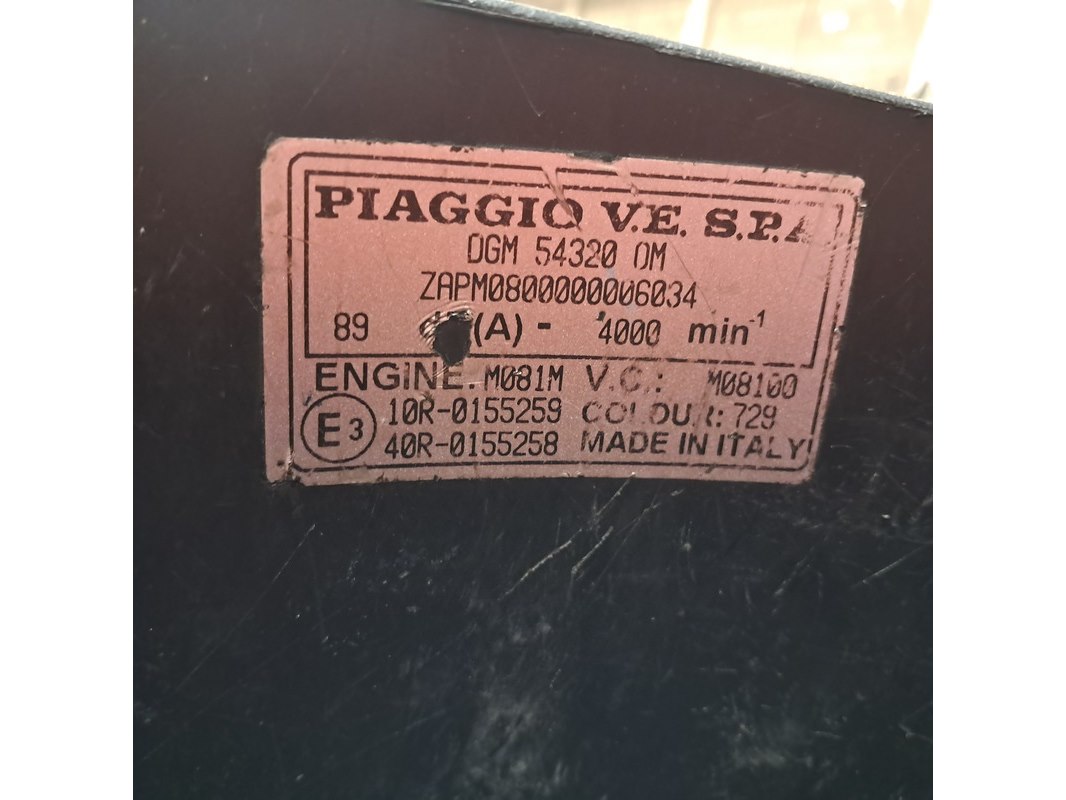 PIAGGIO V.E. S.P.A
DGM 54320 OM
ZAPM0800000006034
89 (A) - 4000 min-1
ENGINE: M081M V.C.: M08100
E3 10R-0155259 COLOUR: 729
40R-0155258 MADE IN ITALY